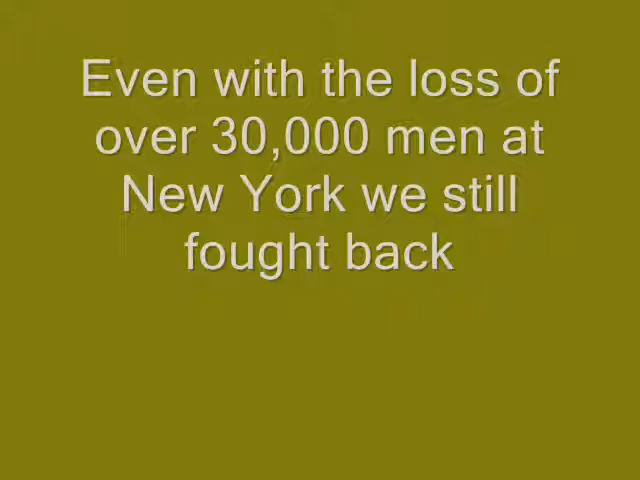 Even with the loss of
over 30,000 men at
New York we still
fought back